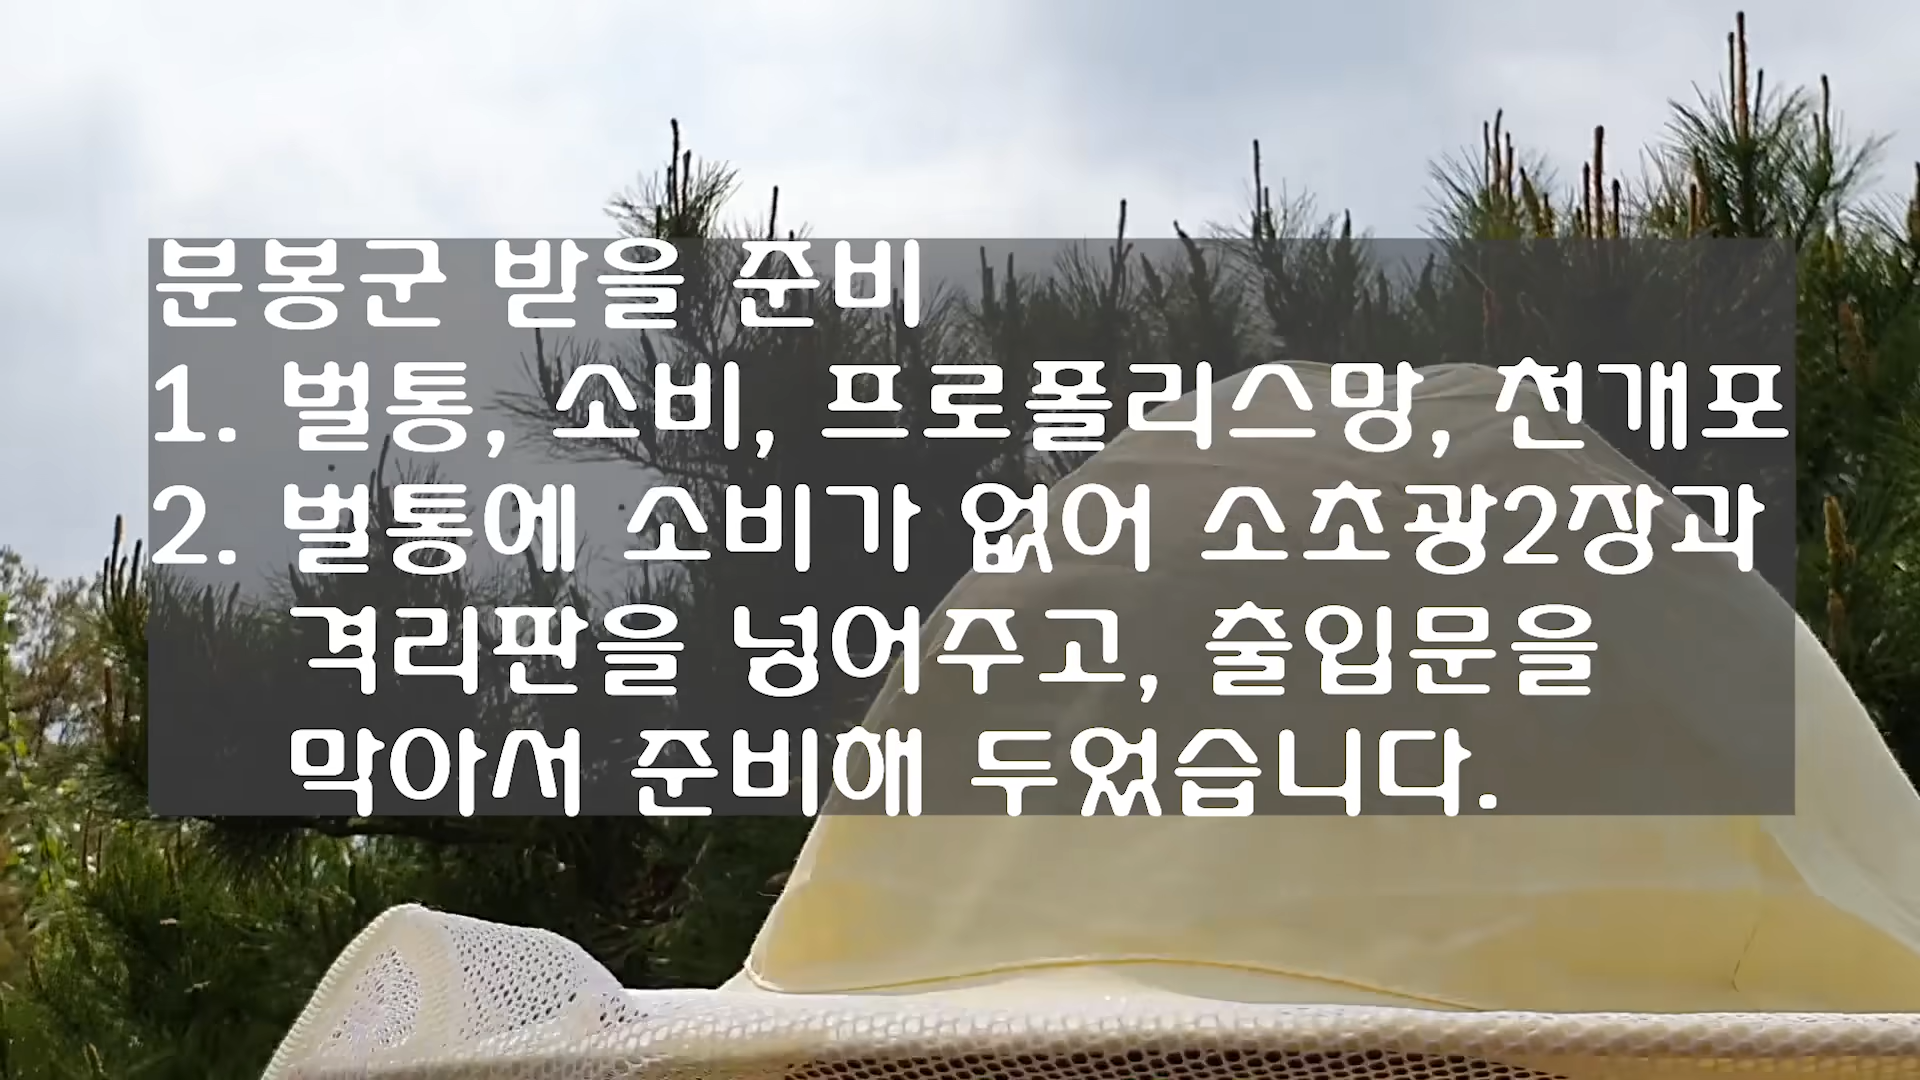 분봉군 받을 준비
1. 벌통, 소비, 프로폴리스망, 천개포
2. 벌통에 소비가 없어 소초광2장과
격리판을 넝어주고, 출입문을
막아서 준비해 두었습니다.